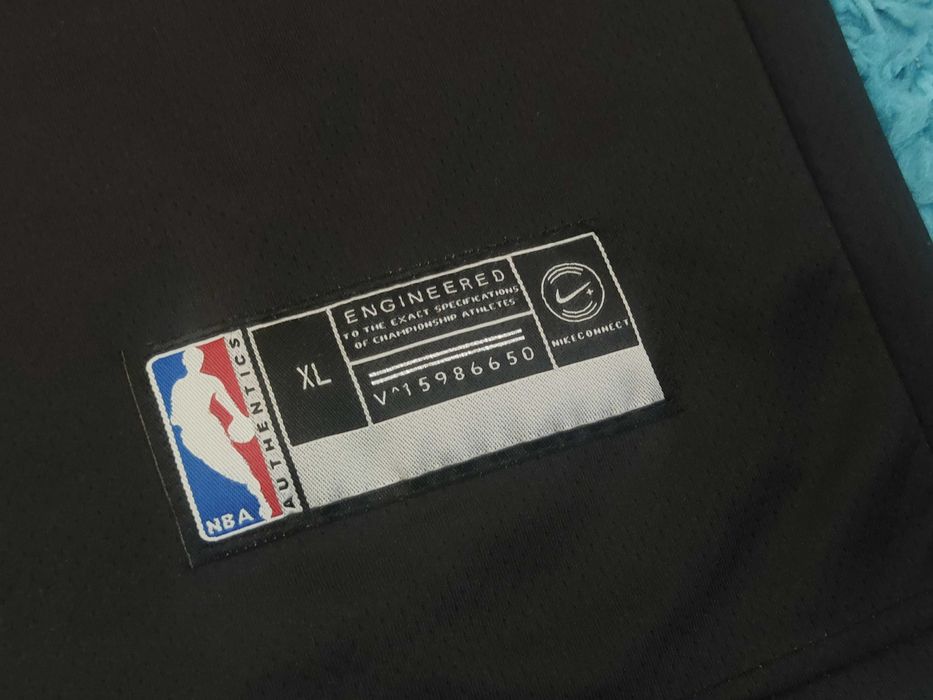 NBA
AUTHENTICS
XL
ENGINEERED
TO THE EXACT SPECIFICATIONS
OF CHAMPIONSHIP ATHLETES
V^15986650
NIKECONNECT